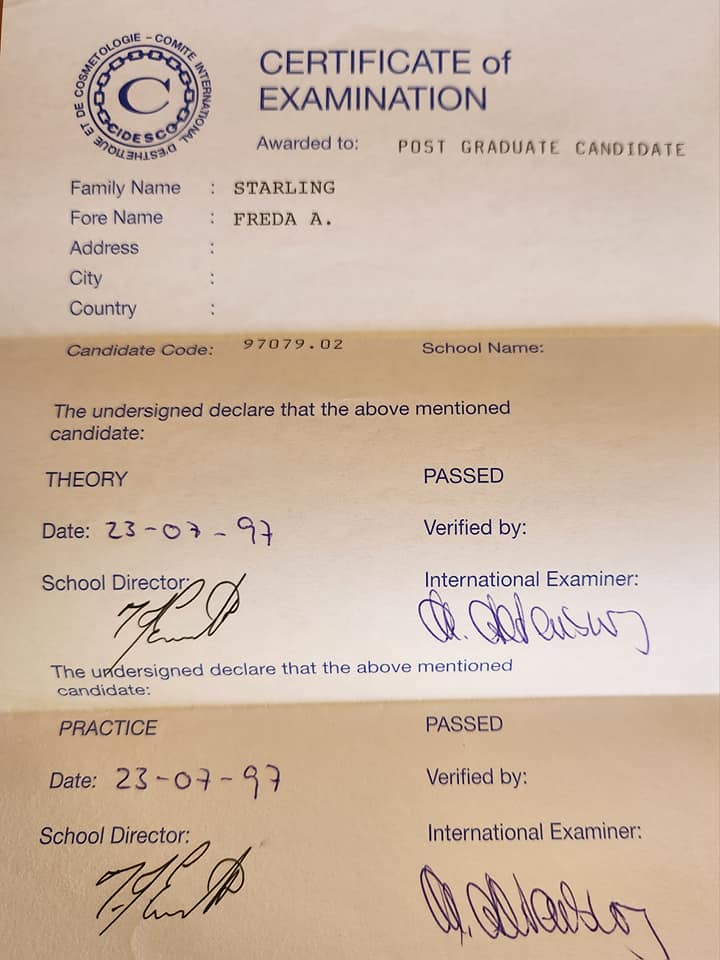 COMITE INTERNATIONAL D'ESTHETIQUE ET DE COSMETOLOGIE -
C
CIDESCO
CERTIFICATE of
EXAMINATION
Awarded to: POST GRADUATE CANDIDATE
Family Name : STARLING
Fore Name : FREDA A.
Address :
City :
Country :
Candidate Code: 97079.02 School Name:
The undersigned declare that the above mentioned
candidate:
THEORY PASSED
Date: 23-07-97 Verified by:
School Director: International Examiner:
The undersigned declare that the above mentioned
candidate:
PRACTICE PASSED
Date: 23-07-97 Verified by:
School Director: International Examiner: